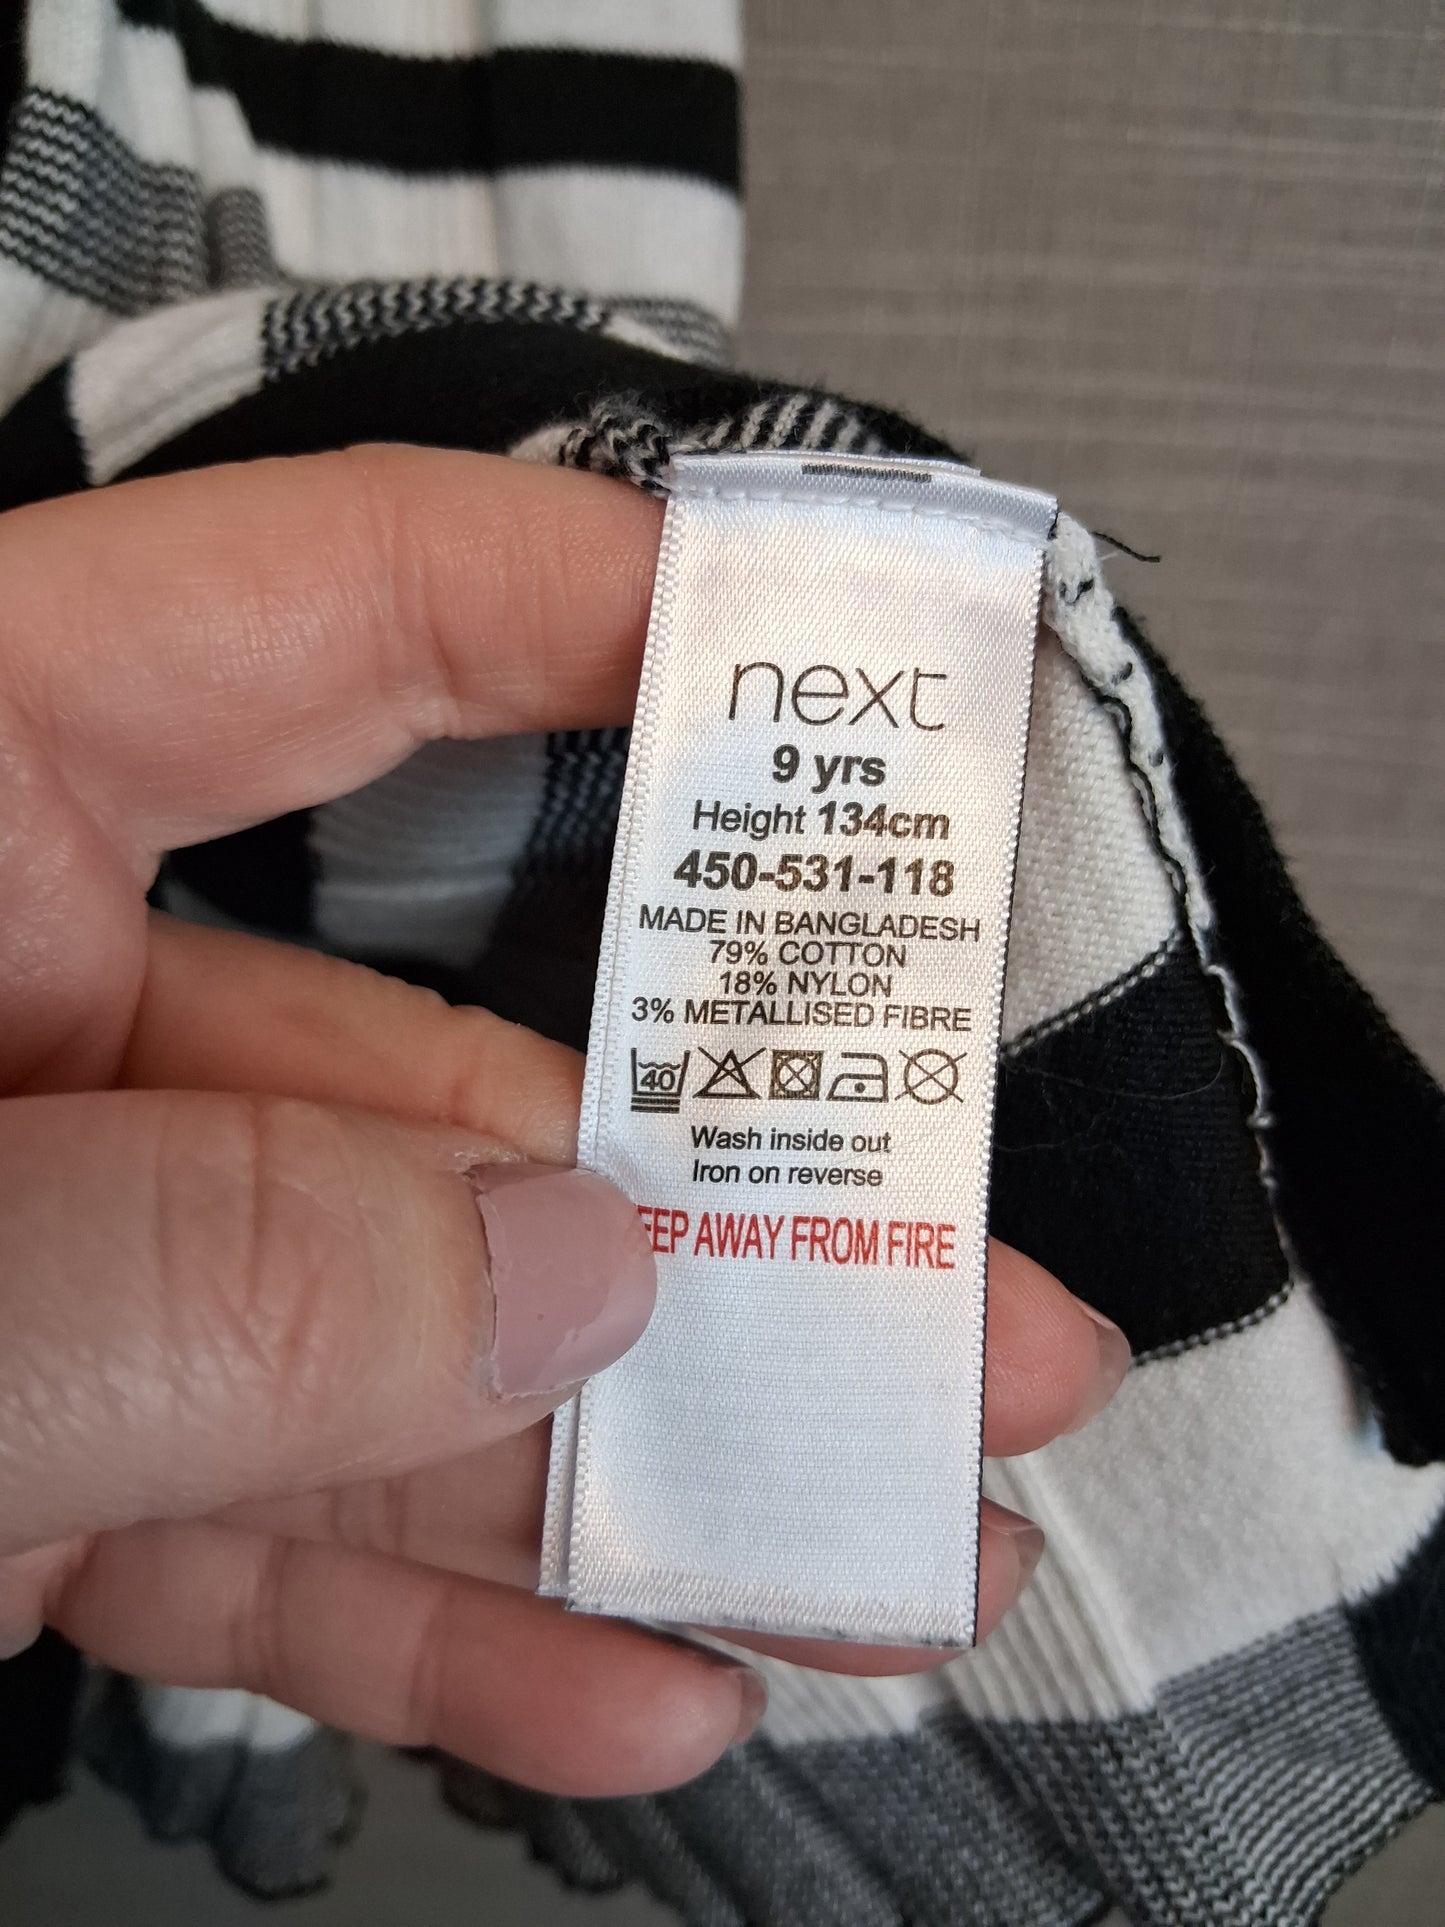 next
9 yrs
Height 134cm
450-531-118
MADE IN BANGLADESH
79% COTTON
18% NYLON
3% METALLISED FIBRE
40
Wash inside out
Iron on reverse
EEP AWAY FROM FIRE